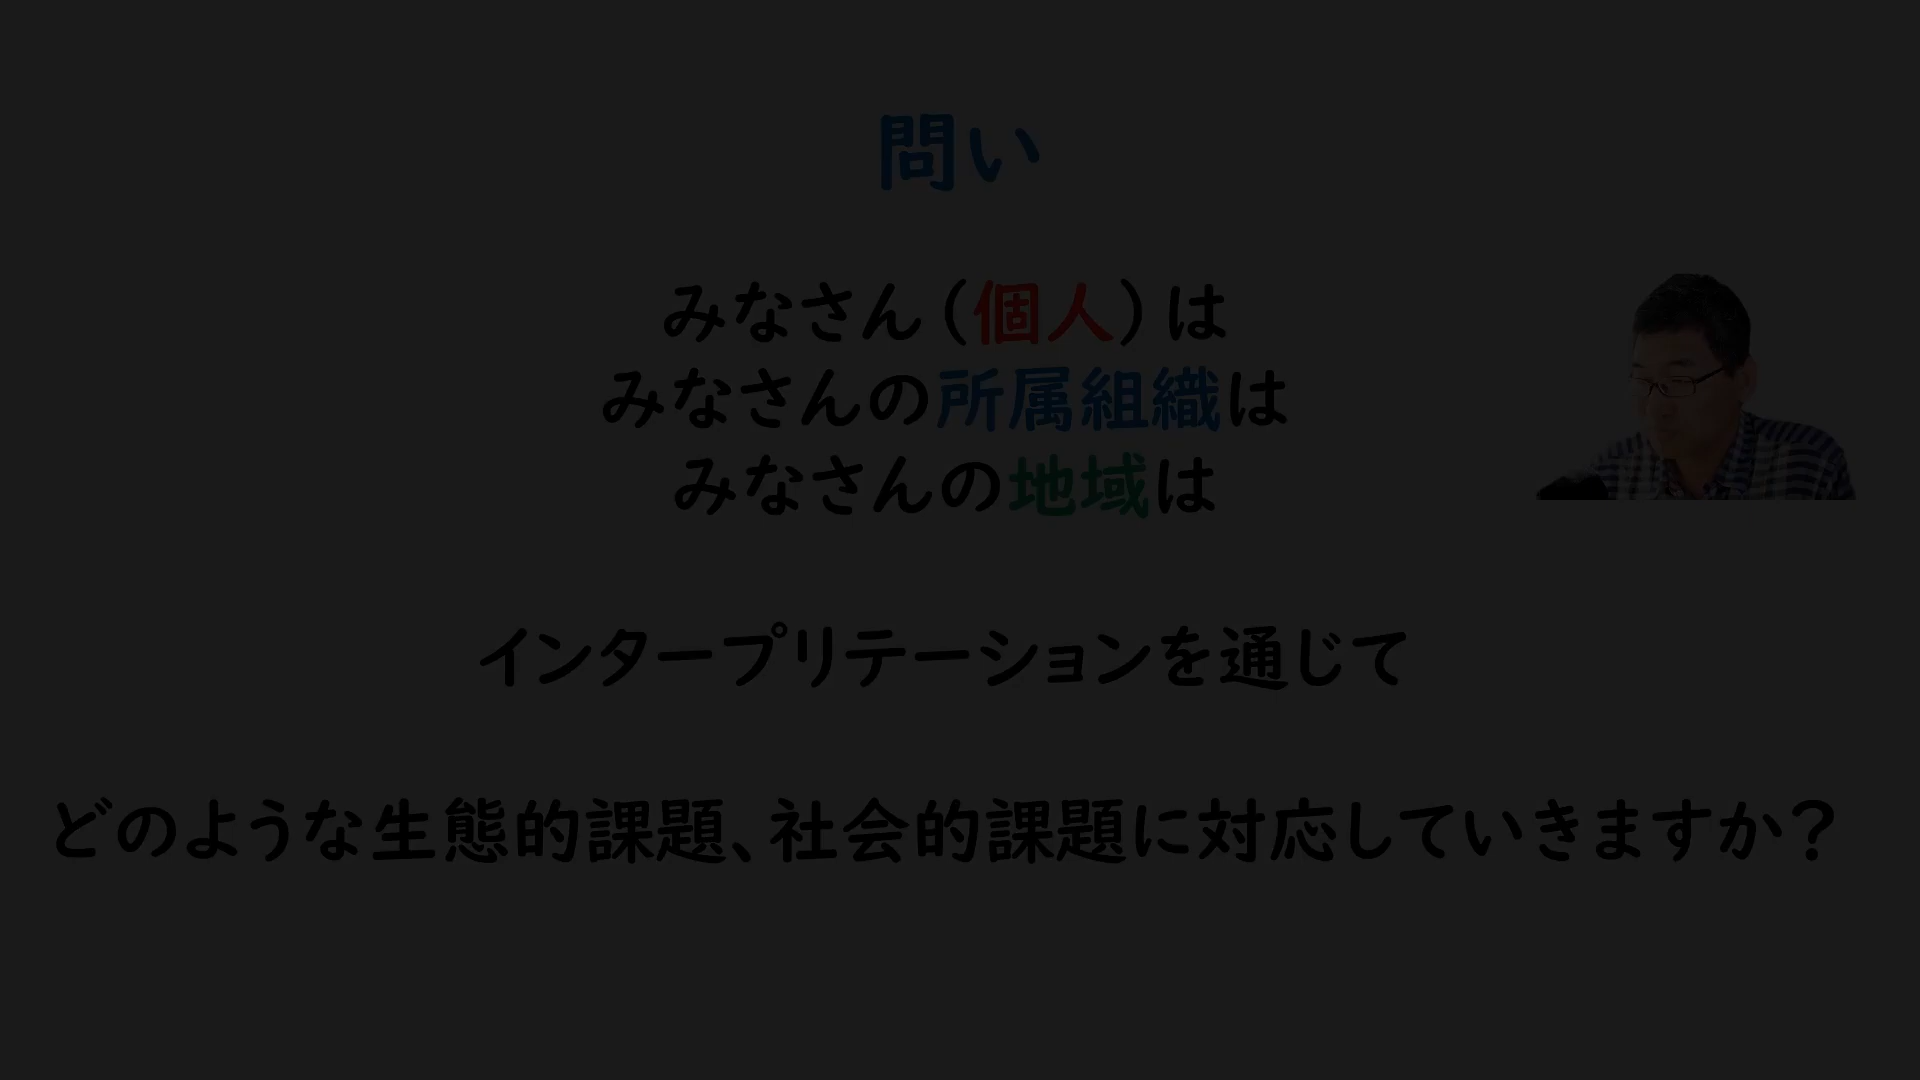 問い
みなさん（個人）は
みなさんの所属組織は
みなさんの地域は
インタープリテーションを通じて
どのような生態的課題、社会的課題に対応していきますか？